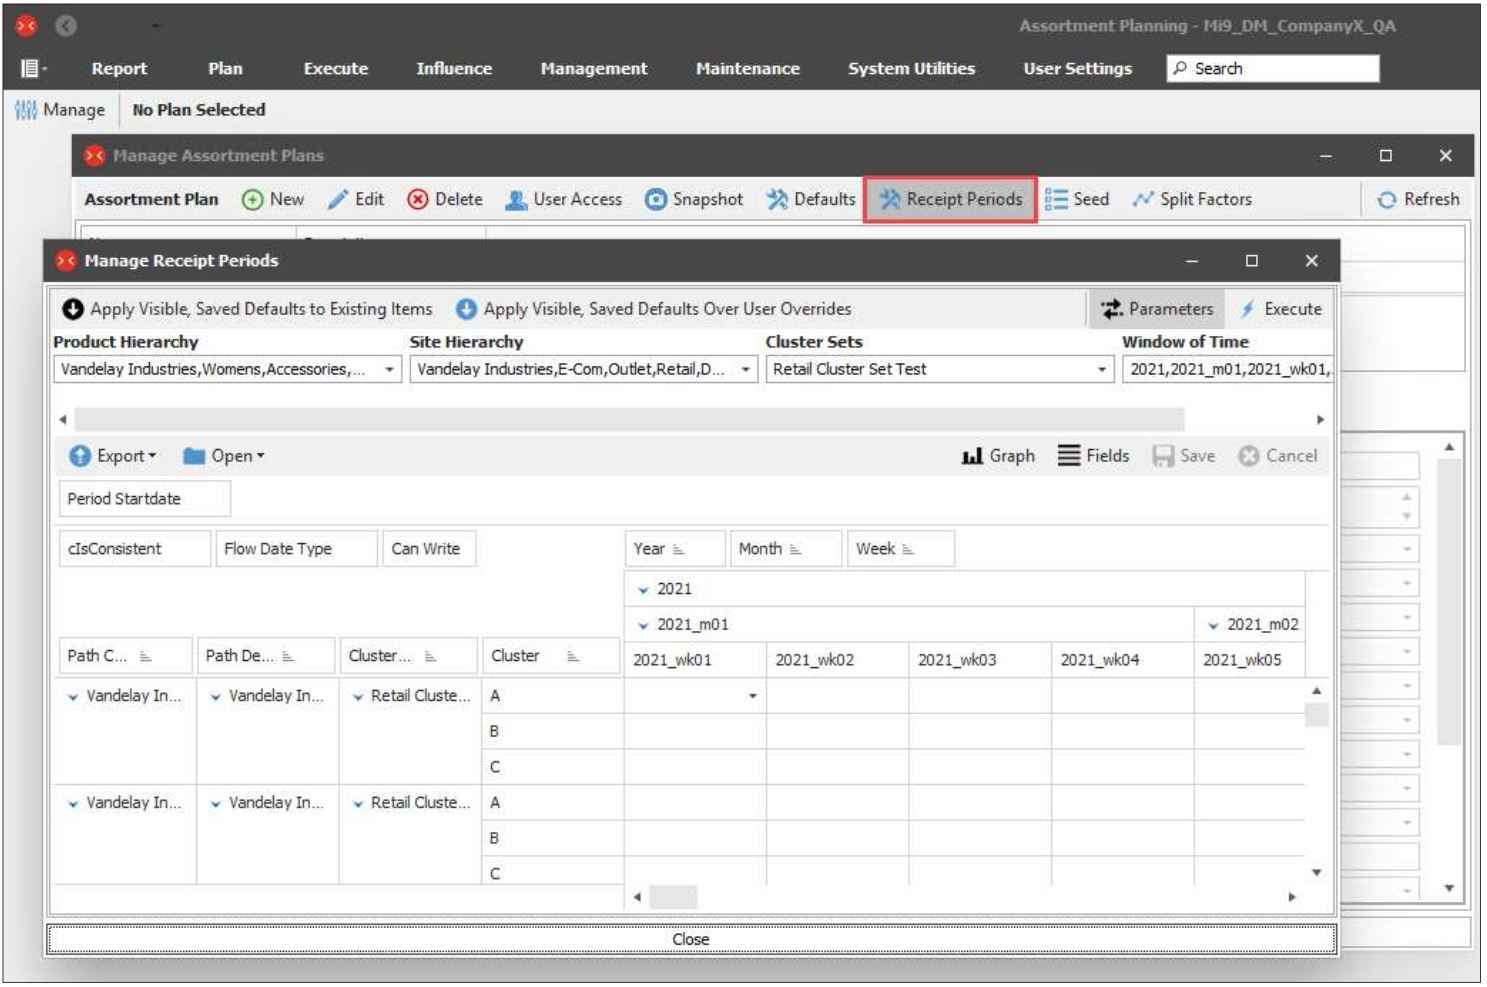 Assortment Planning - Mi9_DM_CompanyX_QA
Report Plan Execute Influence Management Maintenance System Utilities User Settings Search
Manage No Plan Selected
Manage Assortment Plans
Assortment Plan New Edit Delete User Access Snapshot Defaults Receipt Periods Seed Split Factors Refresh
Manage Receipt Periods
Apply Visible, Saved Defaults to Existing Items Apply Visible, Saved Defaults Over User Overrides Parameters Execute
Product Hierarchy Site Hierarchy Cluster Sets Window of Time
Vandelay Industries,Womens,Accessories,... Vandelay Industries,E-Com,Outlet,Retail,D... Retail Cluster Set Test 2021,2021_m01,2021_wk01,
Export Open Graph Fields Save Cancel
Period Startdate
cIsConsistent Flow Date Type Can Write Year Month Week
2021
2021_m01 2021_m02
Path C... Path De... Cluster... Cluster 2021_wk01 2021_wk02 2021_wk03 2021_wk04 2021_wk05
Vandelay In... Vandelay In... Retail Cluste... A
B
C
Vandelay In... Vandelay In... Retail Cluste... A
B
C
Close